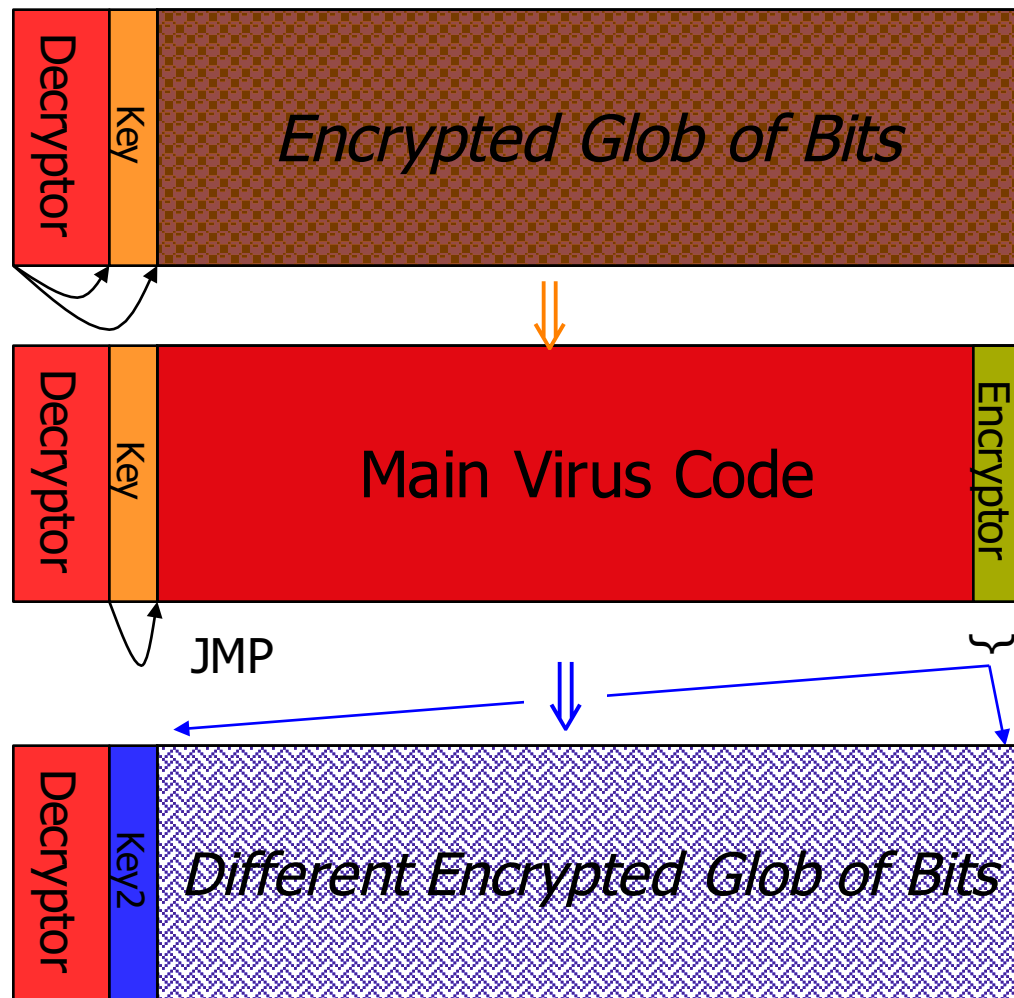 Decryptor
Key
Encrypted Glob of Bits
Decryptor
Key
Main Virus Code
Encryptor
JMP
}
Decryptor
Key2
Different Encrypted Glob of Bits